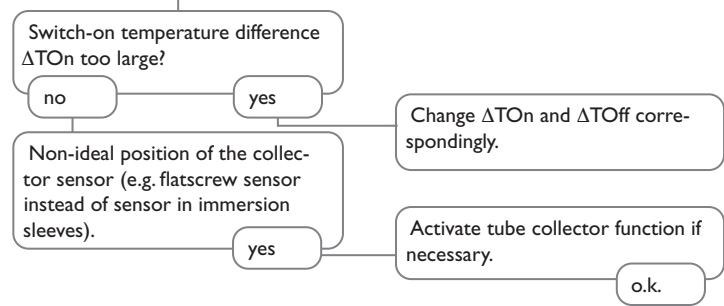 Switch-on temperature difference
ΔTOn too large?
no
yes
Change ΔTOn and ΔTOff corre-
spondingly.
Non-ideal position of the collec-
tor sensor (e.g. flatscrew sensor
instead of sensor in immersion
sleeves).
yes
Activate tube collector function if
necessary.
o.k.